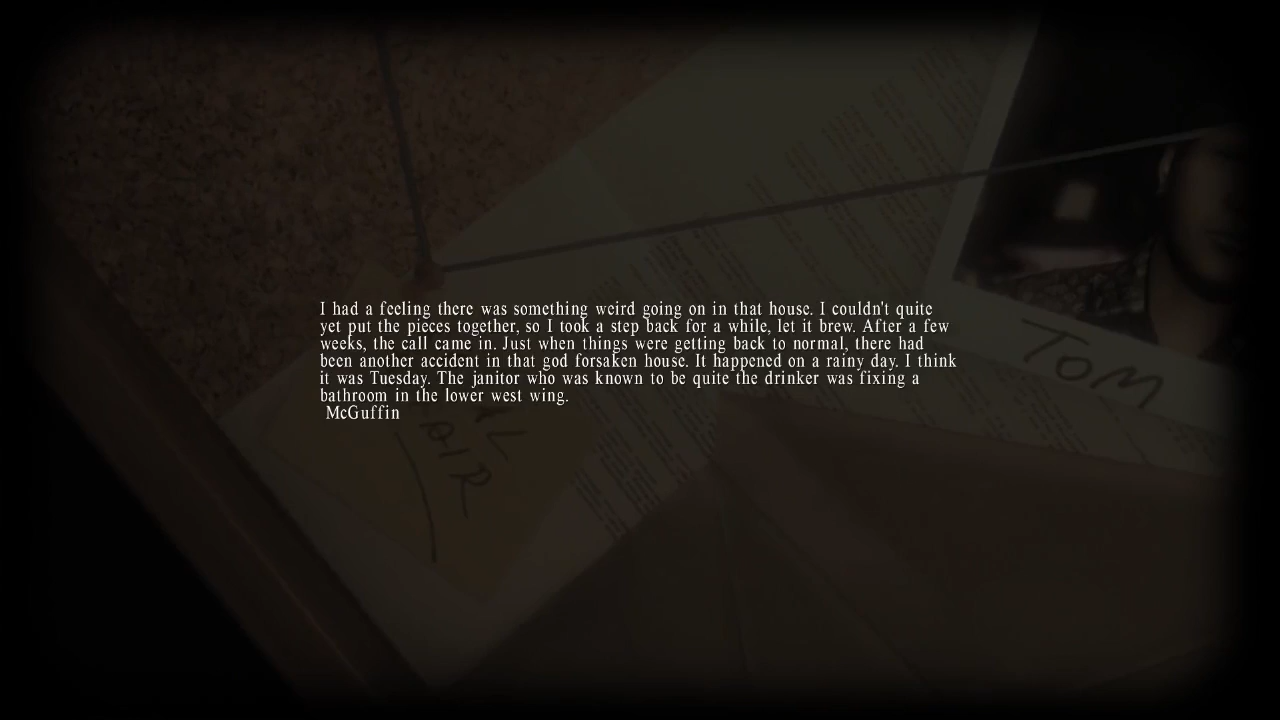 I had a feeling there was something weird going on in that house. I couldn't quite
yet put the pieces together, so I took a step back for a while, let it brew. After a few
weeks, the call came in. Just when things were getting back to normal, there had
been another accident in that god forsaken house. It happened on a rainy day. I think
it was Tuesday. The janitor who was known to be quite the drinker was fixing a
bathroom in the lower west wing.
McGuffin
TOM